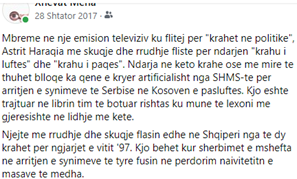 Xhevat Meha
28 Shtator 2017
Mbreme ne nje emision televiziv ku flitej per "krahet ne politike",
Astrit Haraqia me skuqje dhe rrudhje fliste per ndarjen "krahu i
luftes" dhe "krahu i paqes". Ndarja ne keto krahe ose me mire te
thuhet blloqe ka qene e kryer artificialisht nga SHMS-te per
arritjen e synimeve te Serbise ne Kosoven e pasluftes. Kjo eshte
trajtuar ne librin tim te botuar rishtas ku mune te lexoni me
gjeresishte ne lidhje me kete.
Njejte me rrudhje dhe skuqje flasin edhe ne Shqiperi nga te dy
krahet per ngjarjet e vitit '97. Kjo behet kur sherbimet e mshefta
ne arritjen e synimeve te tyre fusin ne perdorim naivitetin e
masave te medha.